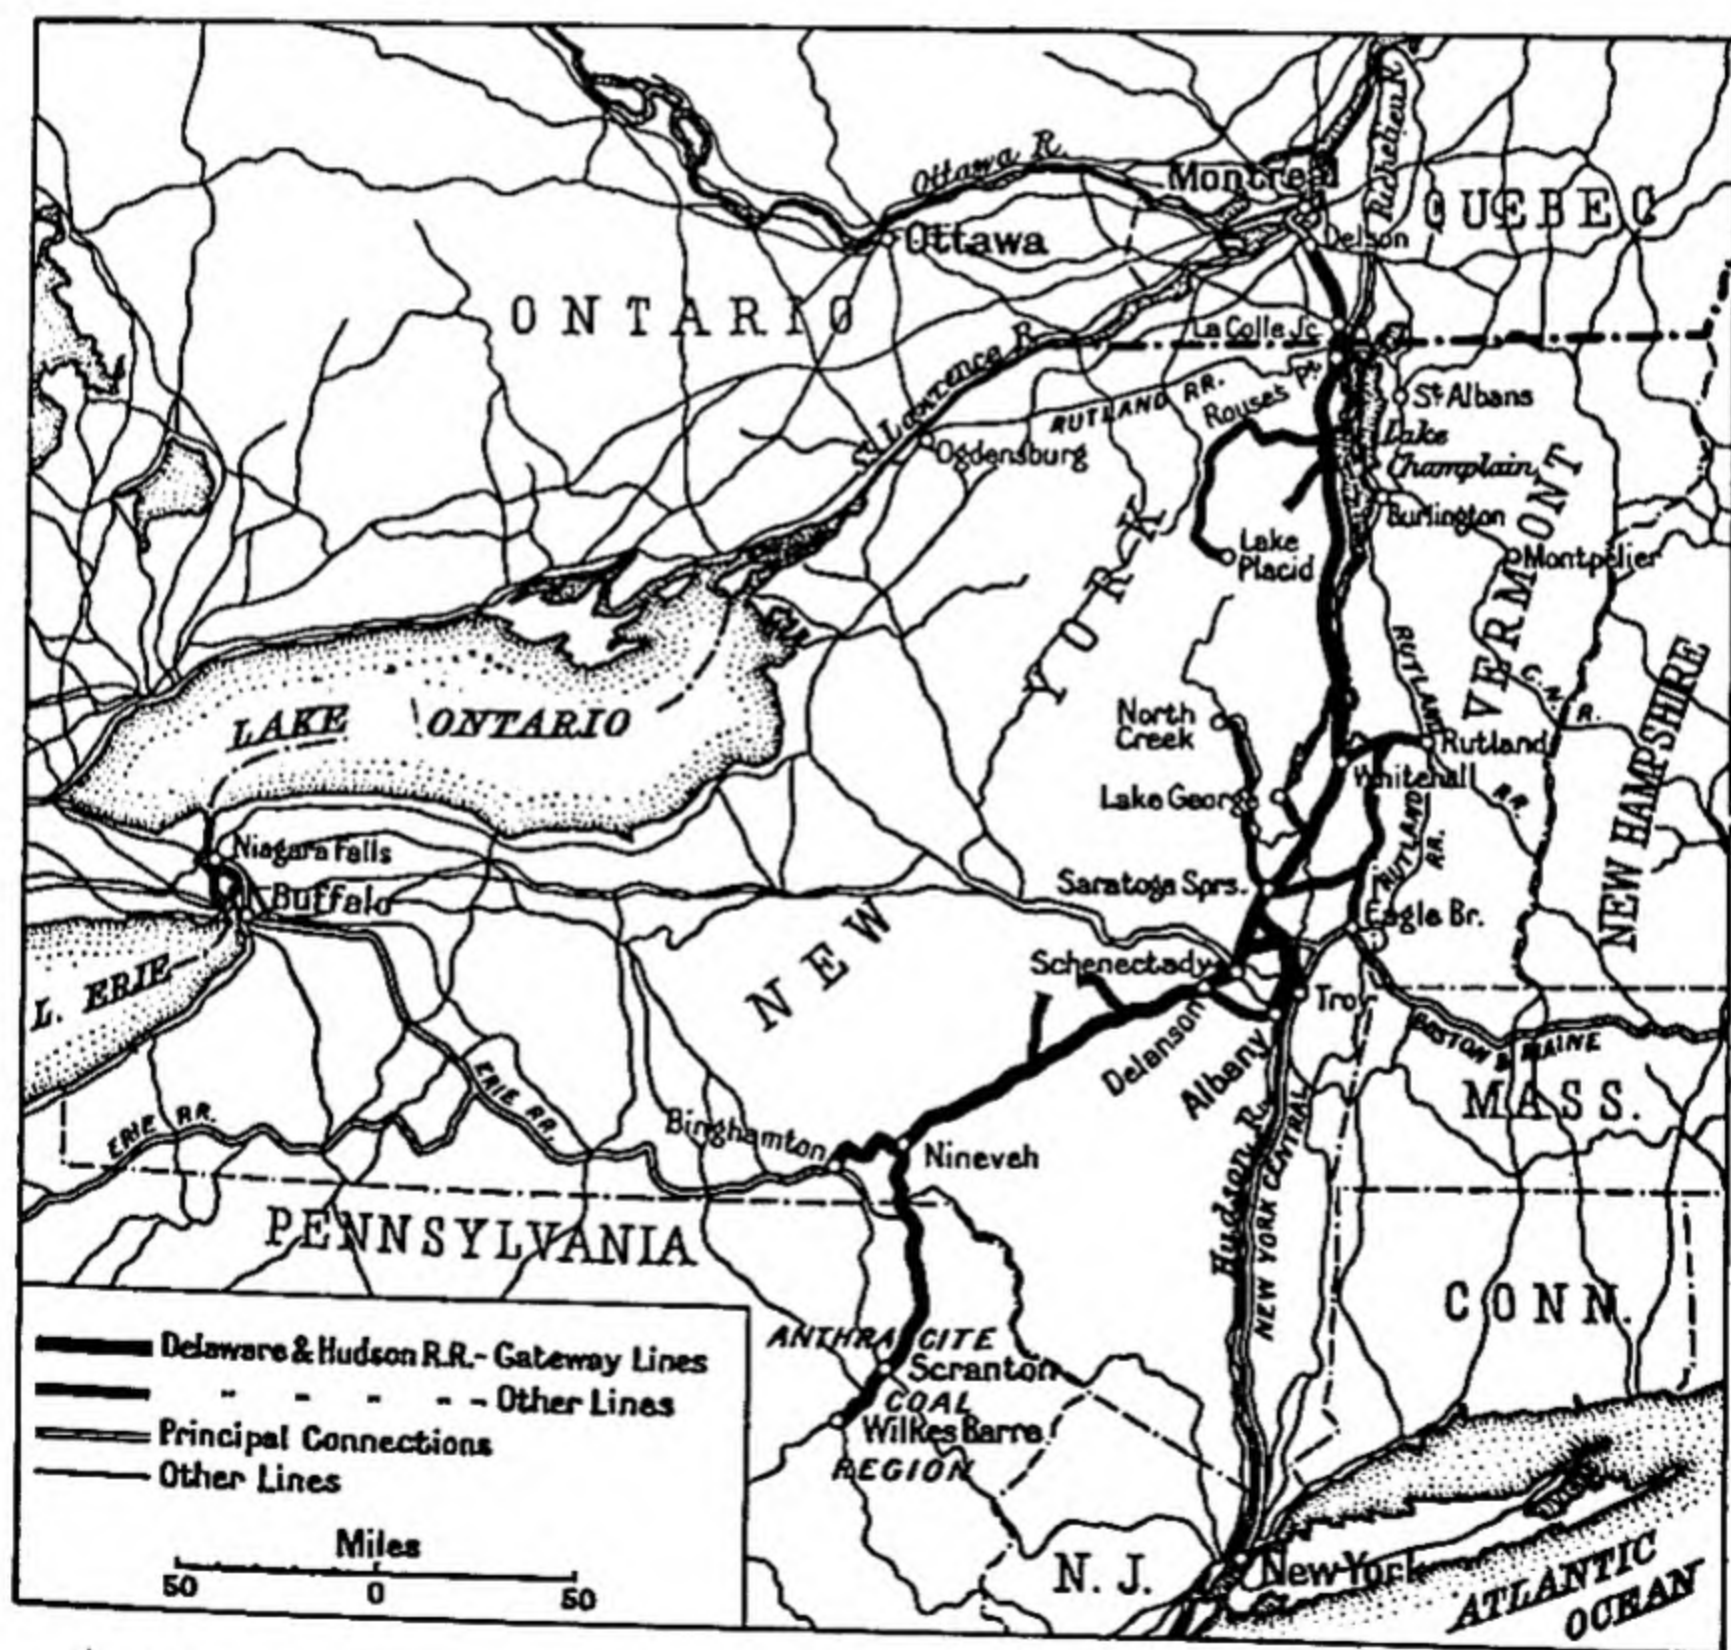 Ottawa R.
Montreal
Richelieu R.
QUEBEC
Ottawa
Delson
ONTARIO
La Colle Jc.
St. Lawrence R.
RUTLAND RR.
Rouses Pt.
St. Albans
Ogdensburg
Lake
Champlain
Burlington
Lake
Placid
Montpelier
VERMONT
NEW YORK
RUTLAND
RR.
C.N.R.
NEW HAMPSHIRE
North
Creek
Rutland
LAKE ONTARIO
Whitehall
Lake George
RUTLAND
RR.
Niagara Falls
Saratoga Sprs.
Buffalo
Eagle Br.
Schenectady
L. ERIE
Troy
Delanson
Albany
BOSTON & MAINE
MASS.
ERIE RR.
ERIE RR.
Binghamton
Nineveh
Hudson R.
NEW YORK CENTRAL
PENNSYLVANIA
CONN.
ANTHRACITE
Scranton
COAL
Wilkes Barre
REGION
N. J.
New York
ATLANTIC
OCEAN
Delaware & Hudson R.R.- Gateway Lines
" " " - - Other Lines
Principal Connections
Other Lines
Miles
50 0 50